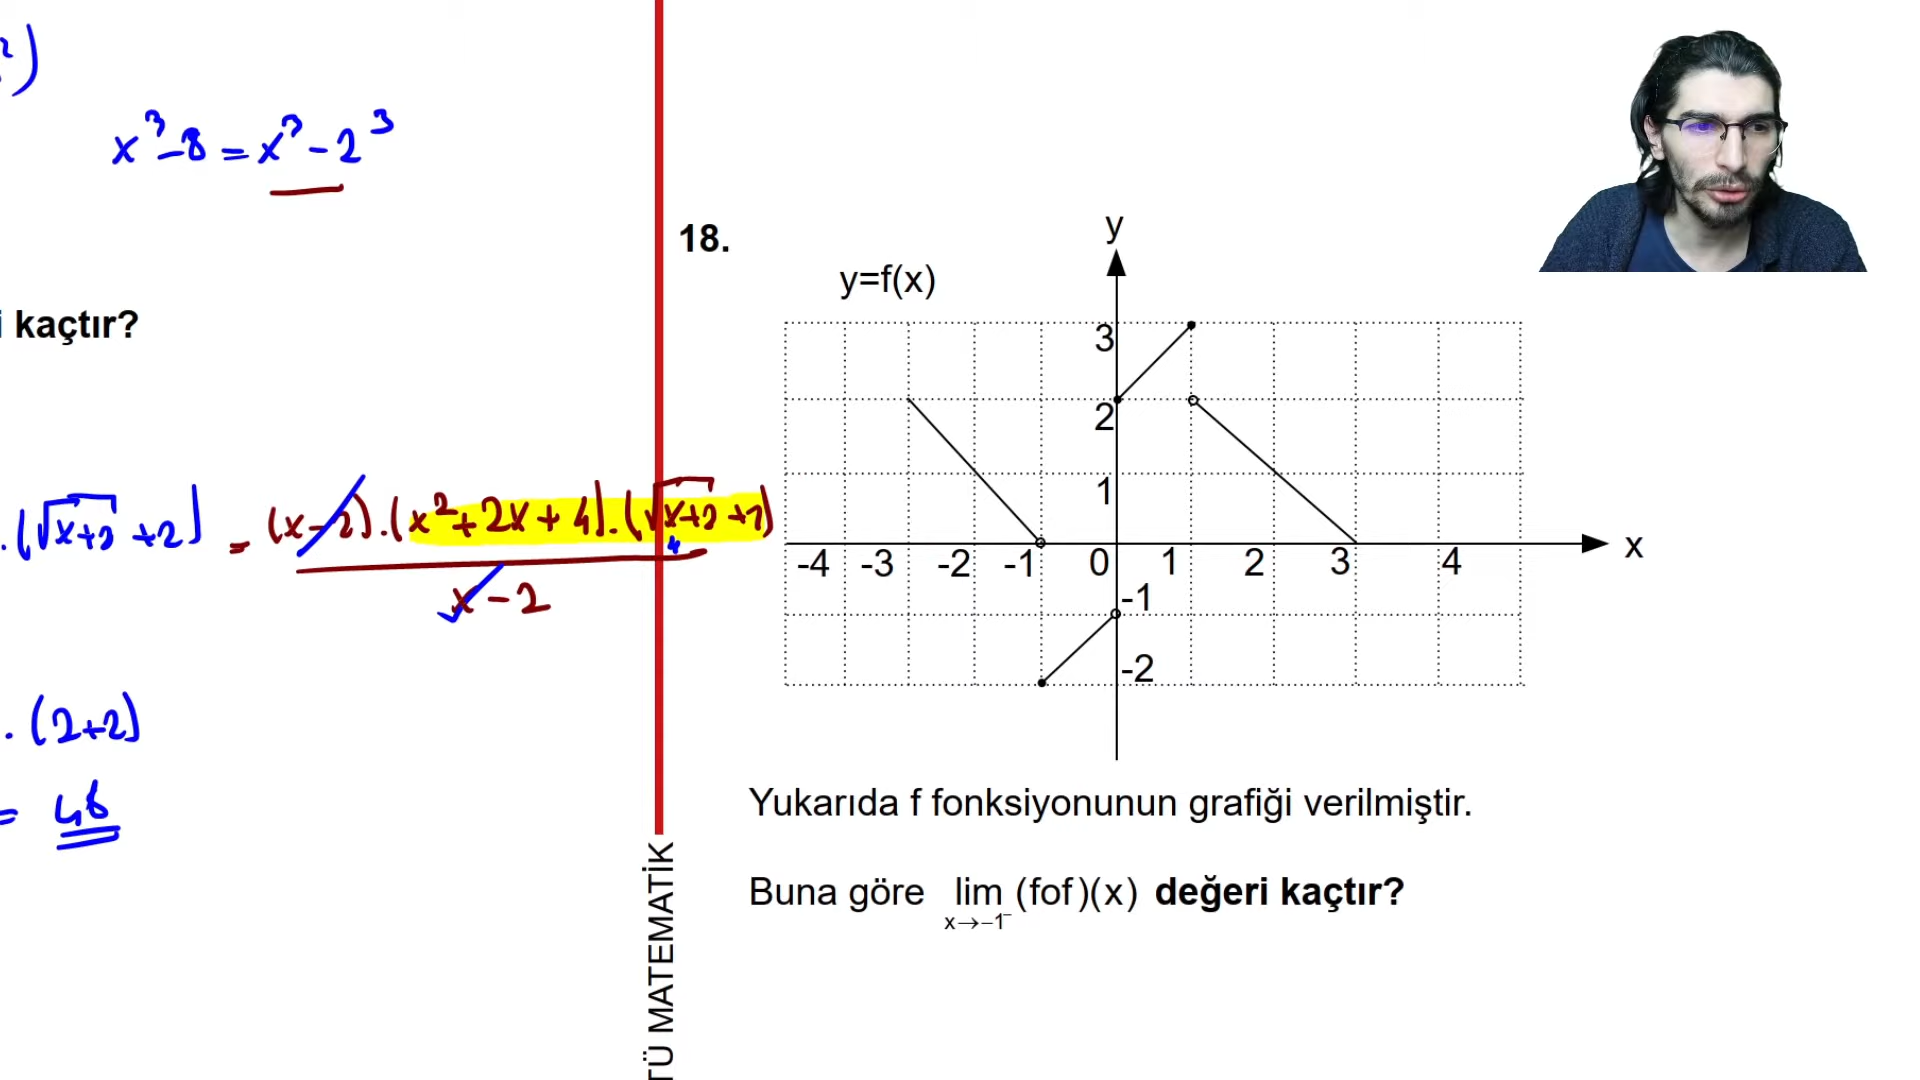 ²)
x³-8 = x³-2³
i kaçtır?
.(√x+2 +2) = (x-2).(x²+2x+4).(√x+2 +2)
4
x-2
. (2+2)
= 48
TÜ MATEMATİK
18.
y
y=f(x)
3
2
1
-4 -3 -2 -1 0 1 2 3 4 x
-1
-2
Yukarıda f fonksiyonunun grafiği verilmiştir.
Buna göre lim (fof)(x) değeri kaçtır?
x→-1⁻